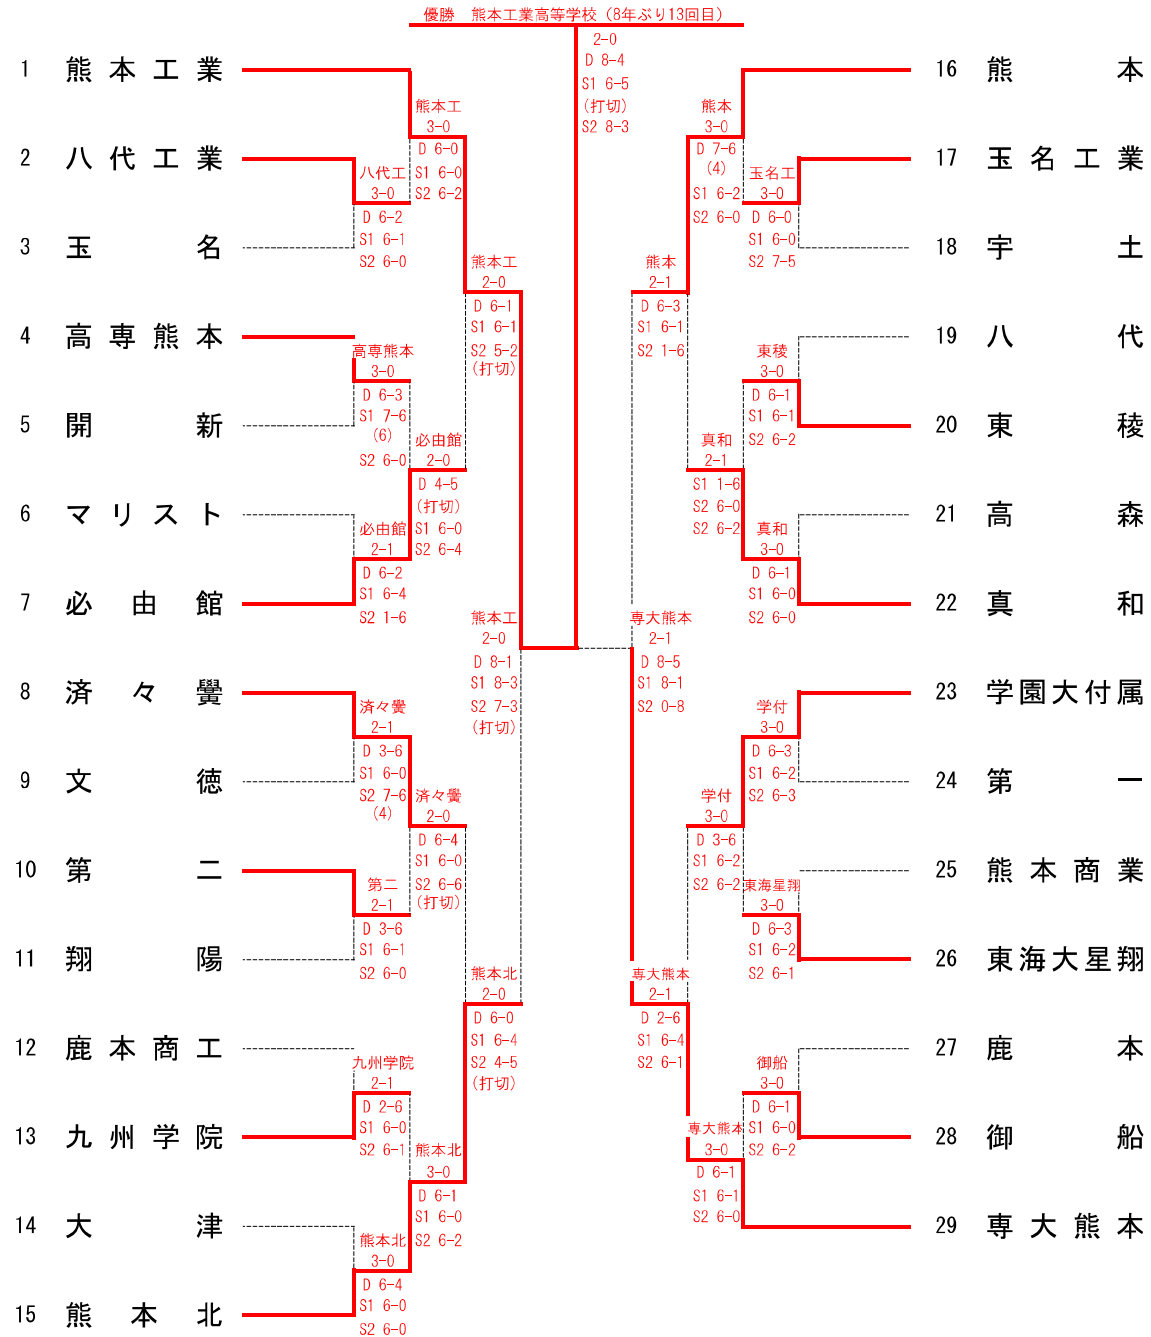 優勝　熊本工業高等学校（8年ぶり13回目）
2-0
D 8-4
S1 6-5
(打切)
S2 8-3
1 熊本工業
2 八代工業
3 玉名
4 高専熊本
5 開新
6 マリスト
7 必由館
8 済々黌
9 文徳
10 第二
11 翔陽
12 鹿本商工
13 九州学院
14 大津
15 熊本北
八代工
3-0
D 6-2
S1 6-1
S2 6-0
高専熊本
3-0
D 6-3
S1 7-6
(6)
S2 6-0
必由館
2-1
D 6-2
S1 6-4
S2 1-6
済々黌
2-1
D 3-6
S1 6-0
S2 7-6
(4)
第二
2-1
D 3-6
S1 6-1
S2 6-0
九州学院
2-1
D 2-6
S1 6-0
S2 6-1
熊本北
3-0
D 6-4
S1 6-0
S2 6-0
熊本工
3-0
D 6-0
S1 6-0
S2 6-2
必由館
2-0
D 4-5
(打切)
S1 6-0
S2 6-4
済々黌
2-0
D 6-4
S1 6-0
S2 6-6
(打切)
熊本北
3-0
D 6-1
S1 6-0
S2 6-2
熊本工
2-0
D 6-1
S1 6-1
S2 5-2
(打切)
熊本北
2-0
D 6-0
S1 6-4
S2 4-5
(打切)
熊本工
2-0
D 8-1
S1 8-3
S2 7-3
(打切)
専大熊本
2-1
D 8-5
S1 8-1
S2 0-8
熊本
2-1
D 6-3
S1 6-1
S2 1-6
専大熊本
2-1
D 2-6
S1 6-4
S2 6-1
熊本
3-0
D 7-6
(4)
S1 6-2
S2 6-0
真和
2-1
S1 1-6
S2 6-0
S2 6-2
学付
3-0
D 3-6
S1 6-2
S2 6-2
専大熊本
3-0
D 6-1
S1 6-1
S2 6-0
玉名工
3-0
D 6-0
S1 6-0
S2 7-5
東稜
3-0
D 6-1
S1 6-1
S2 6-2
真和
3-0
D 6-1
S1 6-0
S2 6-0
学付
3-0
D 6-3
S1 6-2
S2 6-3
東海星翔
3-0
D 6-3
S1 6-2
S2 6-1
御船
3-0
D 6-1
S1 6-0
S2 6-2
16 熊本
17 玉名工業
18 宇土
19 八代
20 東稜
21 高森
22 真和
23 学園大付属
24 第一
25 熊本商業
26 東海大星翔
27 鹿本
28 御船
29 専大熊本